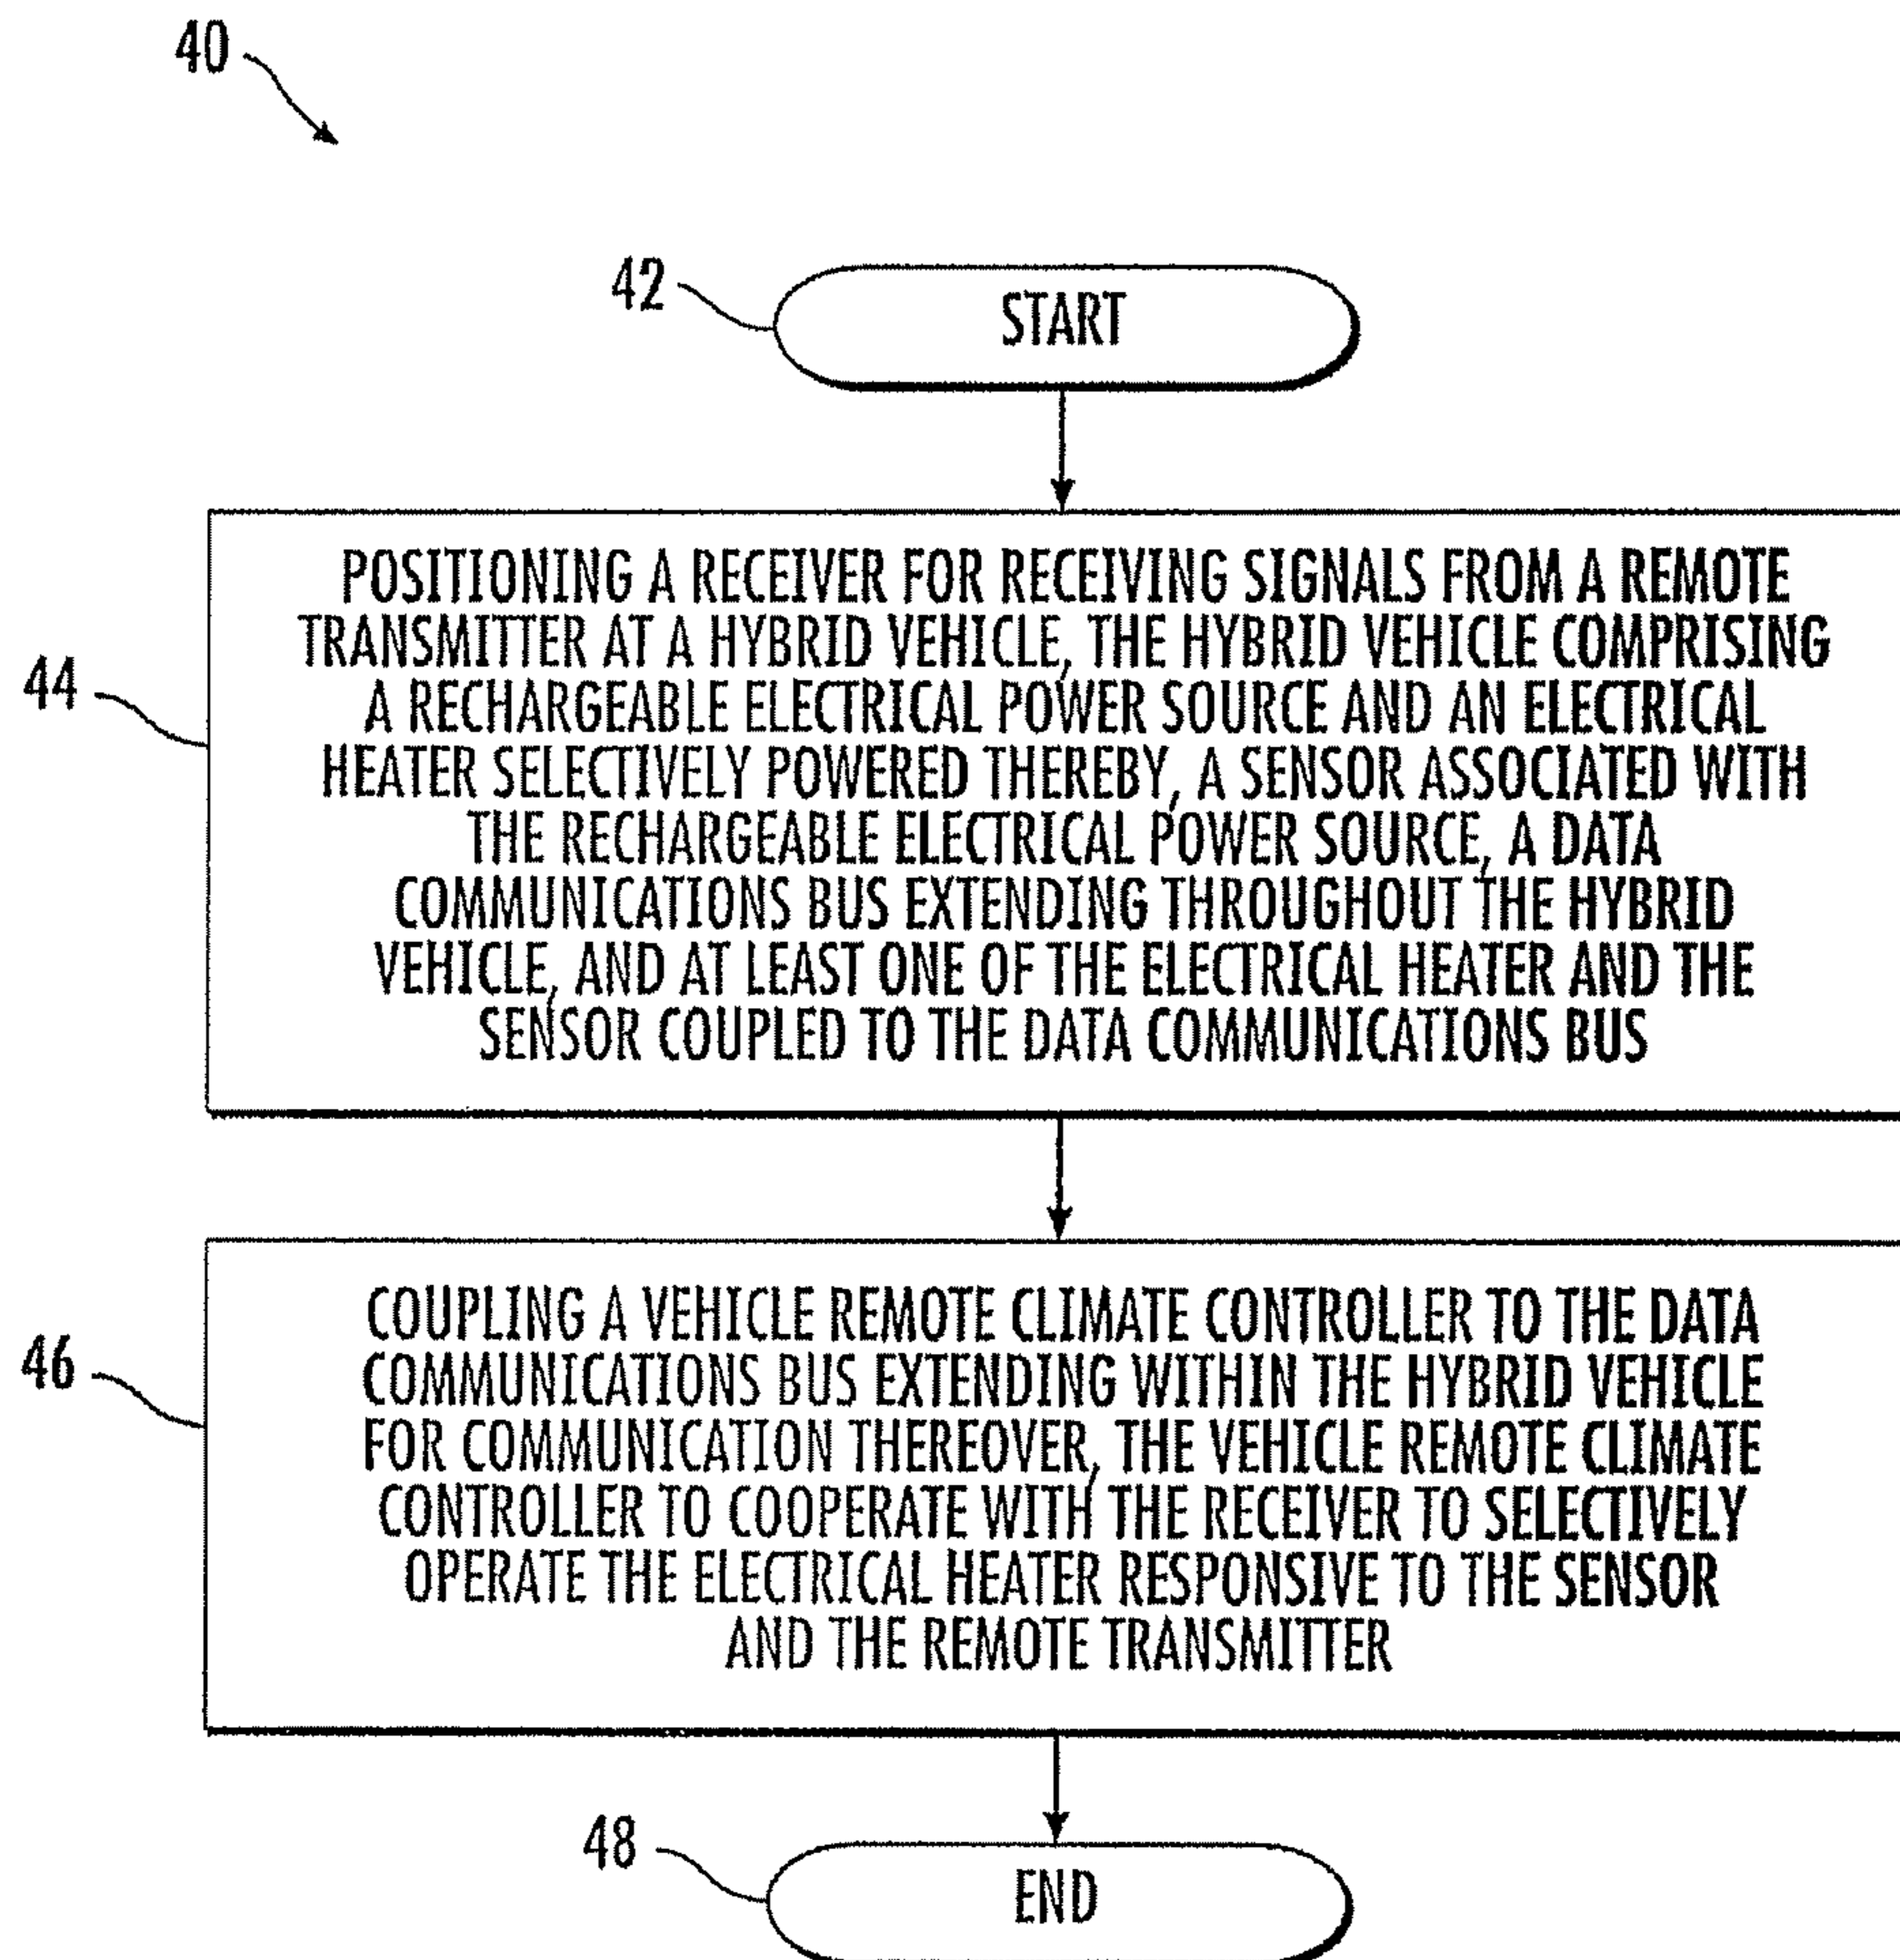 40
42
START
44
POSITIONING A RECEIVER FOR RECEIVING SIGNALS FROM A REMOTE
TRANSMITTER AT A HYBRID VEHICLE, THE HYBRID VEHICLE COMPRISING
A RECHARGEABLE ELECTRICAL POWER SOURCE AND AN ELECTRICAL
HEATER SELECTIVELY POWERED THEREBY, A SENSOR ASSOCIATED WITH
THE RECHARGEABLE ELECTRICAL POWER SOURCE, A DATA
COMMUNICATIONS BUS EXTENDING THROUGHOUT THE HYBRID
VEHICLE, AND AT LEAST ONE OF THE ELECTRICAL HEATER AND THE
SENSOR COUPLED TO THE DATA COMMUNICATIONS BUS
46
COUPLING A VEHICLE REMOTE CLIMATE CONTROLLER TO THE DATA
COMMUNICATIONS BUS EXTENDING WITHIN THE HYBRID VEHICLE
FOR COMMUNICATION THEREOVER, THE VEHICLE REMOTE CLIMATE
CONTROLLER TO COOPERATE WITH THE RECEIVER TO SELECTIVELY
OPERATE THE ELECTRICAL HEATER RESPONSIVE TO THE SENSOR
AND THE REMOTE TRANSMITTER
48
END